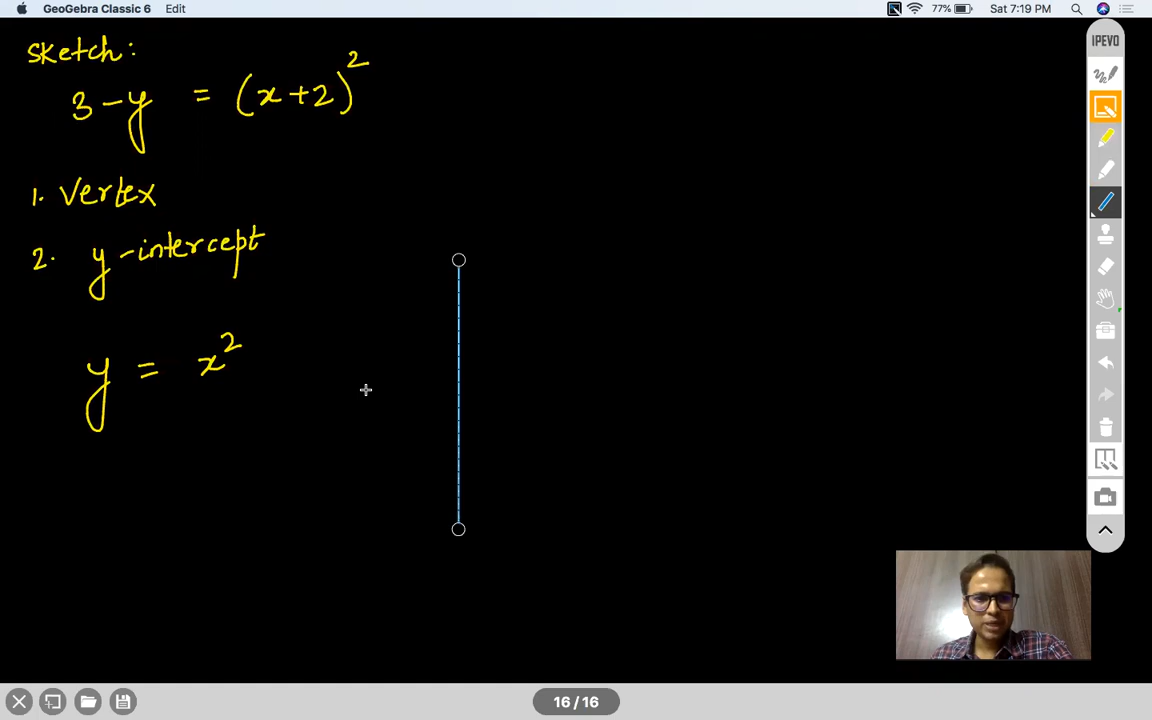 GeoGebra Classic 6 Edit 77% Sat 7:19 PM
IPEVO
Sketch:
3-y = (x+2)²
1. Vertex
2. y-intercept
y = x²
16/16